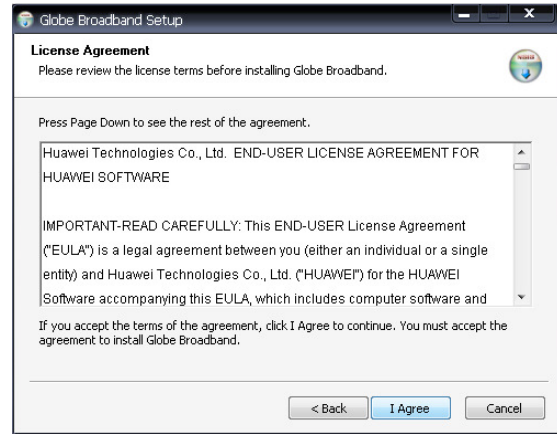 Globe Broadband Setup
License Agreement
Please review the license terms before installing Globe Broadband.
Press Page Down to see the rest of the agreement.
Huawei Technologies Co., Ltd. END-USER LICENSE AGREEMENT FOR
HUAWEI SOFTWARE
IMPORTANT-READ CAREFULLY: This END-USER License Agreement
("EULA") is a legal agreement between you (either an individual or a single
entity) and Huawei Technologies Co., Ltd. ("HUAWEI") for the HUAWEI
Software accompanying this EULA, which includes computer software and
If you accept the terms of the agreement, click I Agree to continue. You must accept the
agreement to install Globe Broadband.
< Back
I Agree
Cancel